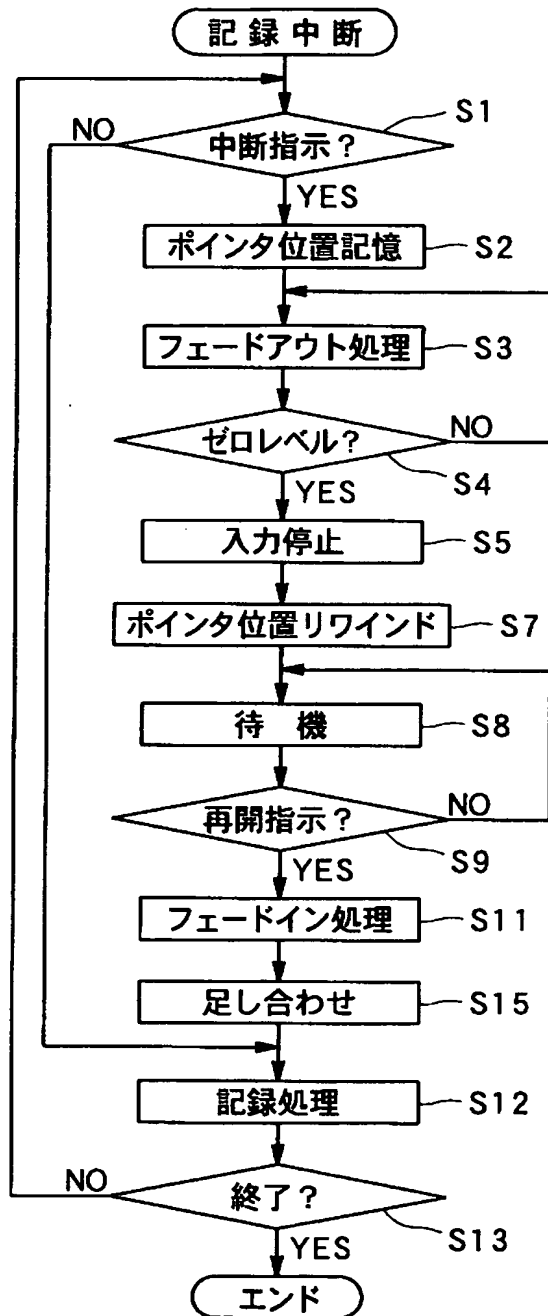 記録中断
S1
NO
中断指示？
YES
ポインタ位置記憶
S2
フェードアウト処理
S3
ゼロレベル？
NO
S4
YES
入力停止
S5
ポインタ位置リワインド
S7
待 機
S8
再開指示？
NO
S9
YES
フェードイン処理
S11
足し合わせ
S15
記録処理
S12
NO
終了？
S13
YES
エンド